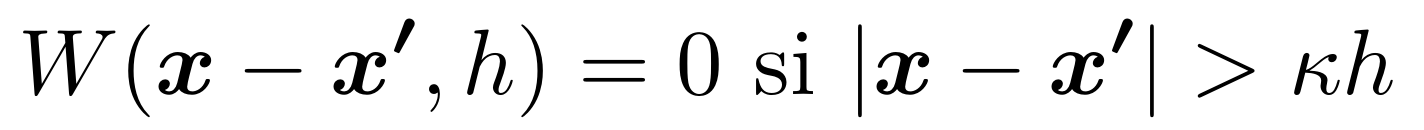 W(x − x′, h) = 0 si |x − x′| > κh